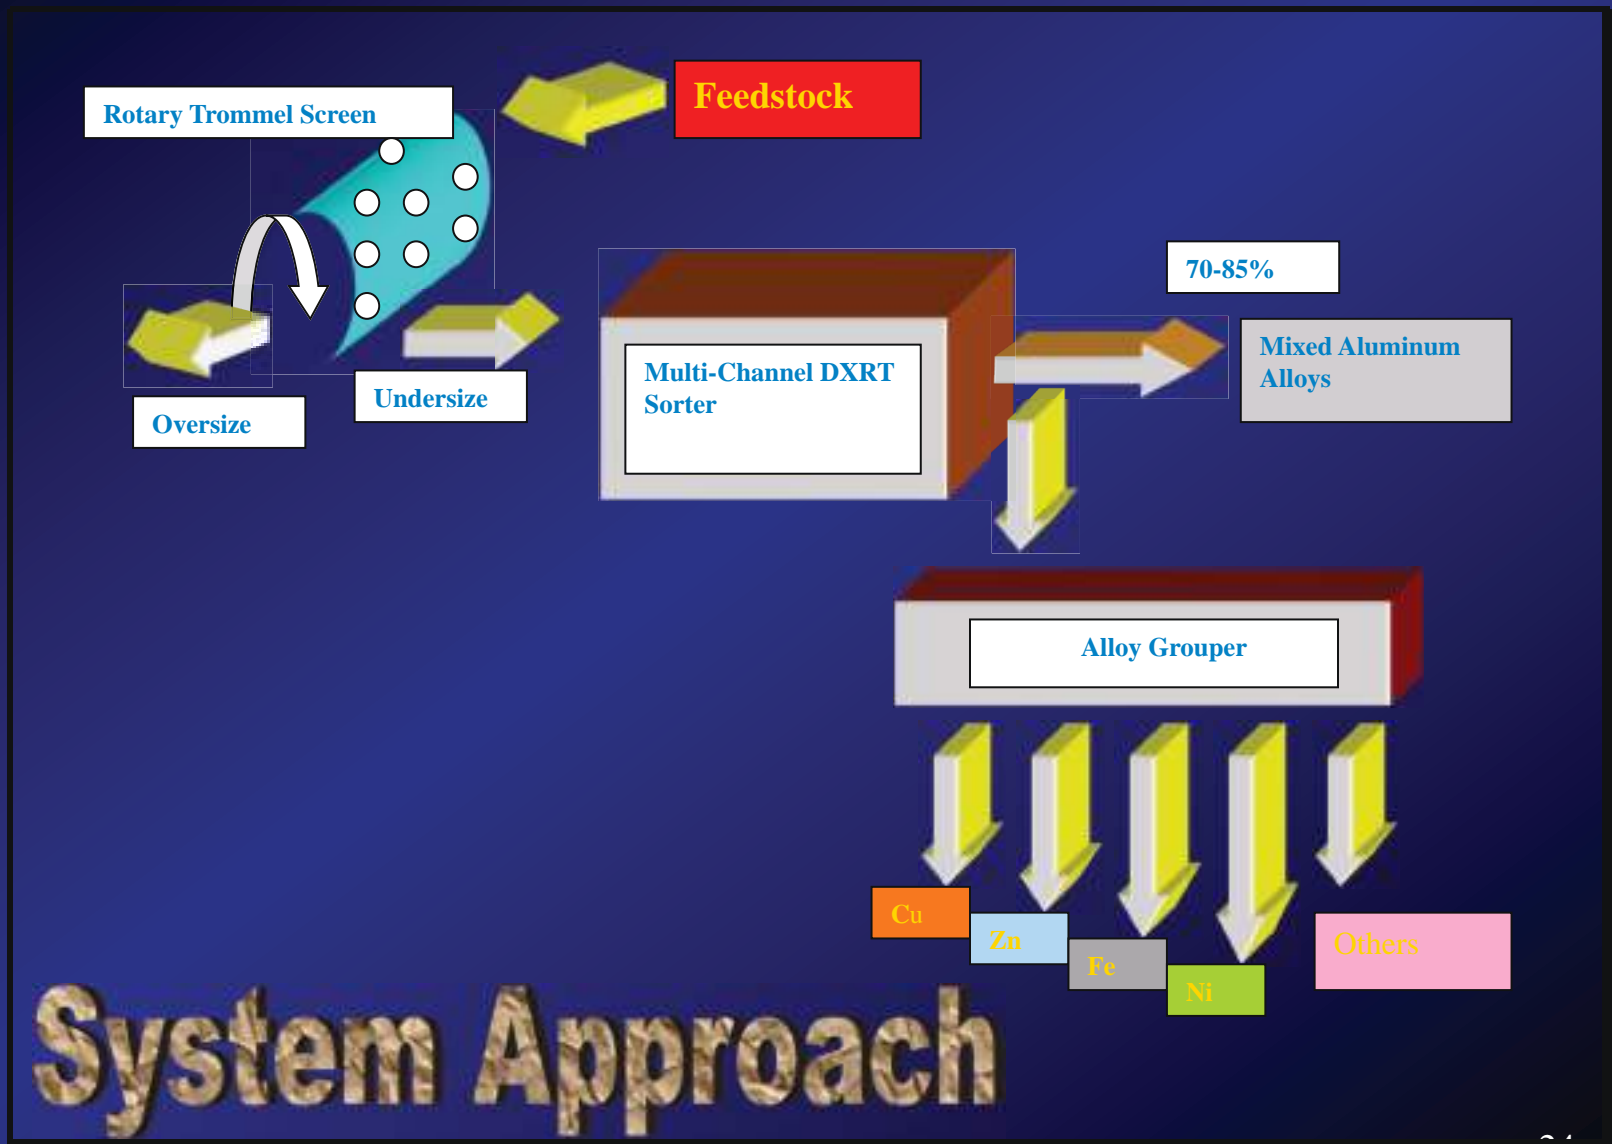 Feedstock
Rotary Trommel Screen
70-85%
Mixed Aluminum
Alloys
Multi-Channel DXRT
Sorter
Undersize
Oversize
Alloy Grouper
Cu
Zn
Fe
Ni
Others
System Approach